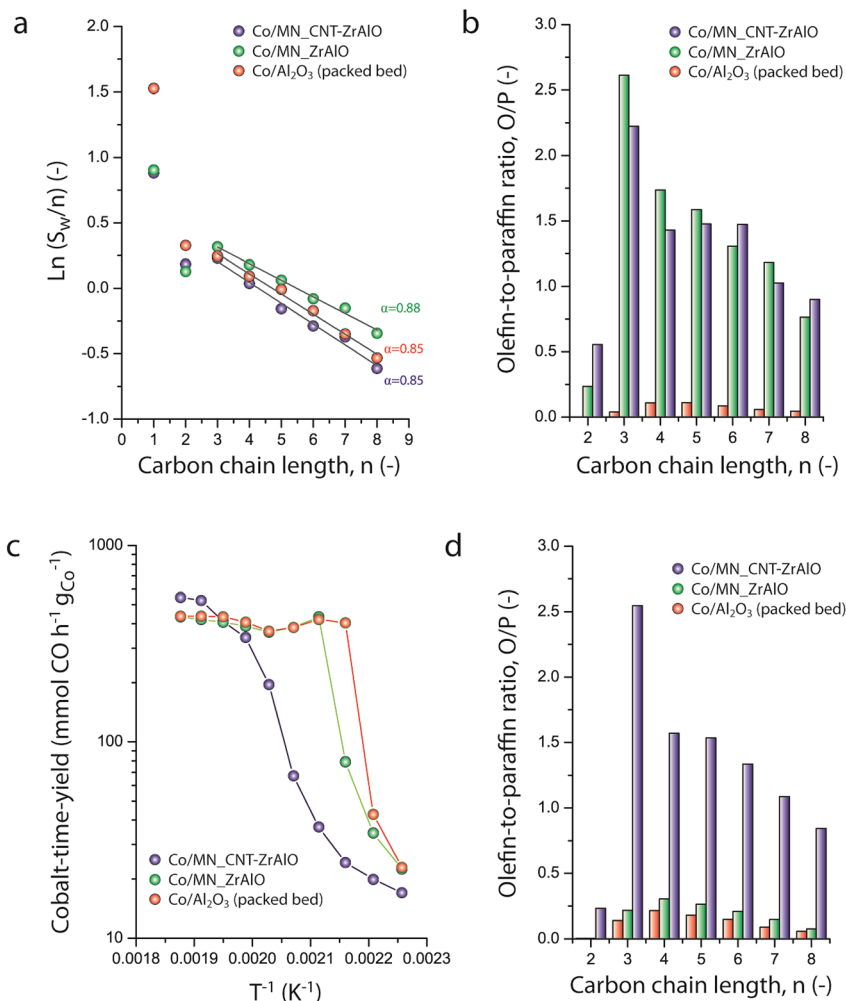 a
Co/MN_CNT-ZrAlO
Co/MN_ZrAlO
Co/Al₂O₃ (packed bed)
Ln (S_W/n) (-)
2.0
1.5
1.0
0.5
0.0
-0.5
-1.0
α=0.88
α=0.85
α=0.85
0 1 2 3 4 5 6 7 8 9
Carbon chain length, n (-)
b
Co/MN_CNT-ZrAlO
Co/MN_ZrAlO
Co/Al₂O₃ (packed bed)
Olefin-to-paraffin ratio, O/P (-)
3.0
2.5
2.0
1.5
1.0
0.5
0.0
2 3 4 5 6 7 8
Carbon chain length, n (-)
c
Cobalt-time-yield (mmol CO h⁻¹ g_Co⁻¹)
1000
100
10
Co/MN_CNT-ZrAlO
Co/MN_ZrAlO
Co/Al₂O₃ (packed bed)
0.0018 0.0019 0.0020 0.0021 0.0022 0.0023
T⁻¹ (K⁻¹)
d
Co/MN_CNT-ZrAlO
Co/MN_ZrAlO
Co/Al₂O₃ (packed bed)
Olefin-to-paraffin ratio, O/P (-)
3.0
2.5
2.0
1.5
1.0
0.5
0.0
2 3 4 5 6 7 8
Carbon chain length, n (-)